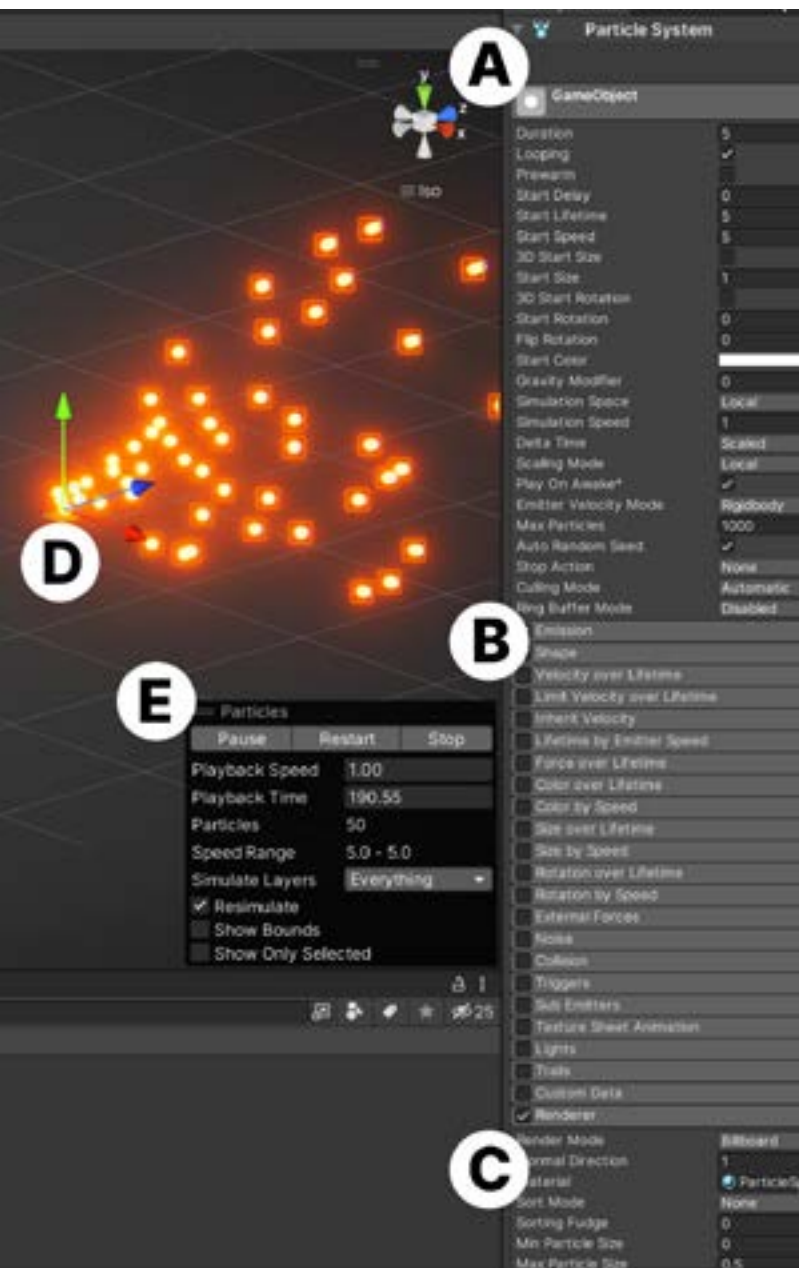 Particle System
A
GameObject
y
z
x
Iso
Duration 5
Looping
Prewarm
Start Delay 0
Start Lifetime 5
Start Speed 5
3D Start Size
Start Size 1
3D Start Rotation
Start Rotation 0
Flip Rotation 0
Start Color
Gravity Modifier 0
Simulation Space Local
Simulation Speed 1
Delta Time Scaled
Scaling Mode Local
Play On Awake*
Emitter Velocity Mode Rigidbody
Max Particles 1000
Auto Random Seed
Stop Action None
Culling Mode Automatic
Ring Buffer Mode Disabled
D
B
Emission
Shape
Velocity over Lifetime
Limit Velocity over Lifetime
Inherit Velocity
Lifetime by Emitter Speed
Force over Lifetime
Color over Lifetime
Color by Speed
Size over Lifetime
Size by Speed
Rotation over Lifetime
Rotation by Speed
External Forces
Noise
Collision
Triggers
Sub Emitters
Texture Sheet Animation
Lights
Trails
Custom Data
Renderer
E
Particles
Pause Restart Stop
Playback Speed 1.00
Playback Time 190.55
Particles 50
Speed Range 5.0 - 5.0
Simulate Layers Everything
Resimulate
Show Bounds
Show Only Selected
25
C
ender Mode Billboard
ormal Direction 1
aterial ParticleSp
Sort Mode None
Sorting Fudge 0
Min Particle Size 0
Max Particle Size 0.5